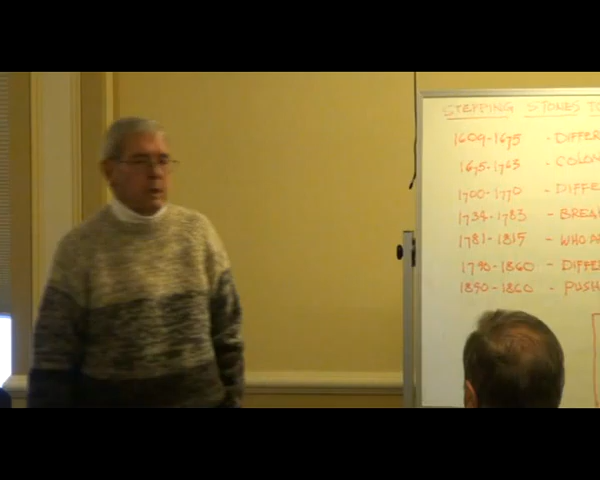 STEPPING STONES TO
1609-1675 - DIFFER
1675-1763 - COLON
1700-1770 - DIFFE
1734-1783 - BREA
1781-1815 - WHO A
1790-1860 - DIFFE
1850-1860 - PUSH